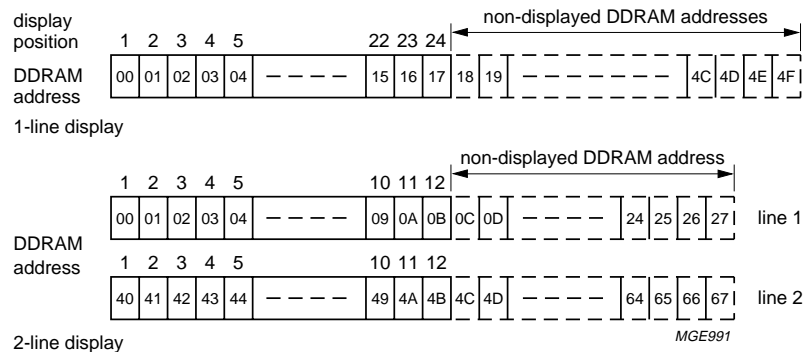 display position
non-displayed DDRAM addresses
1 2 3 4 5 22 23 24
DDRAM address
00 01 02 03 04 15 16 17 18 19 4C 4D 4E 4F
1-line display
non-displayed DDRAM address
1 2 3 4 5 10 11 12
00 01 02 03 04 09 0A 0B 0C 0D 24 25 26 27 line 1
DDRAM address
1 2 3 4 5 10 11 12
40 41 42 43 44 49 4A 4B 4C 4D 64 65 66 67 line 2
MGE991
2-line display